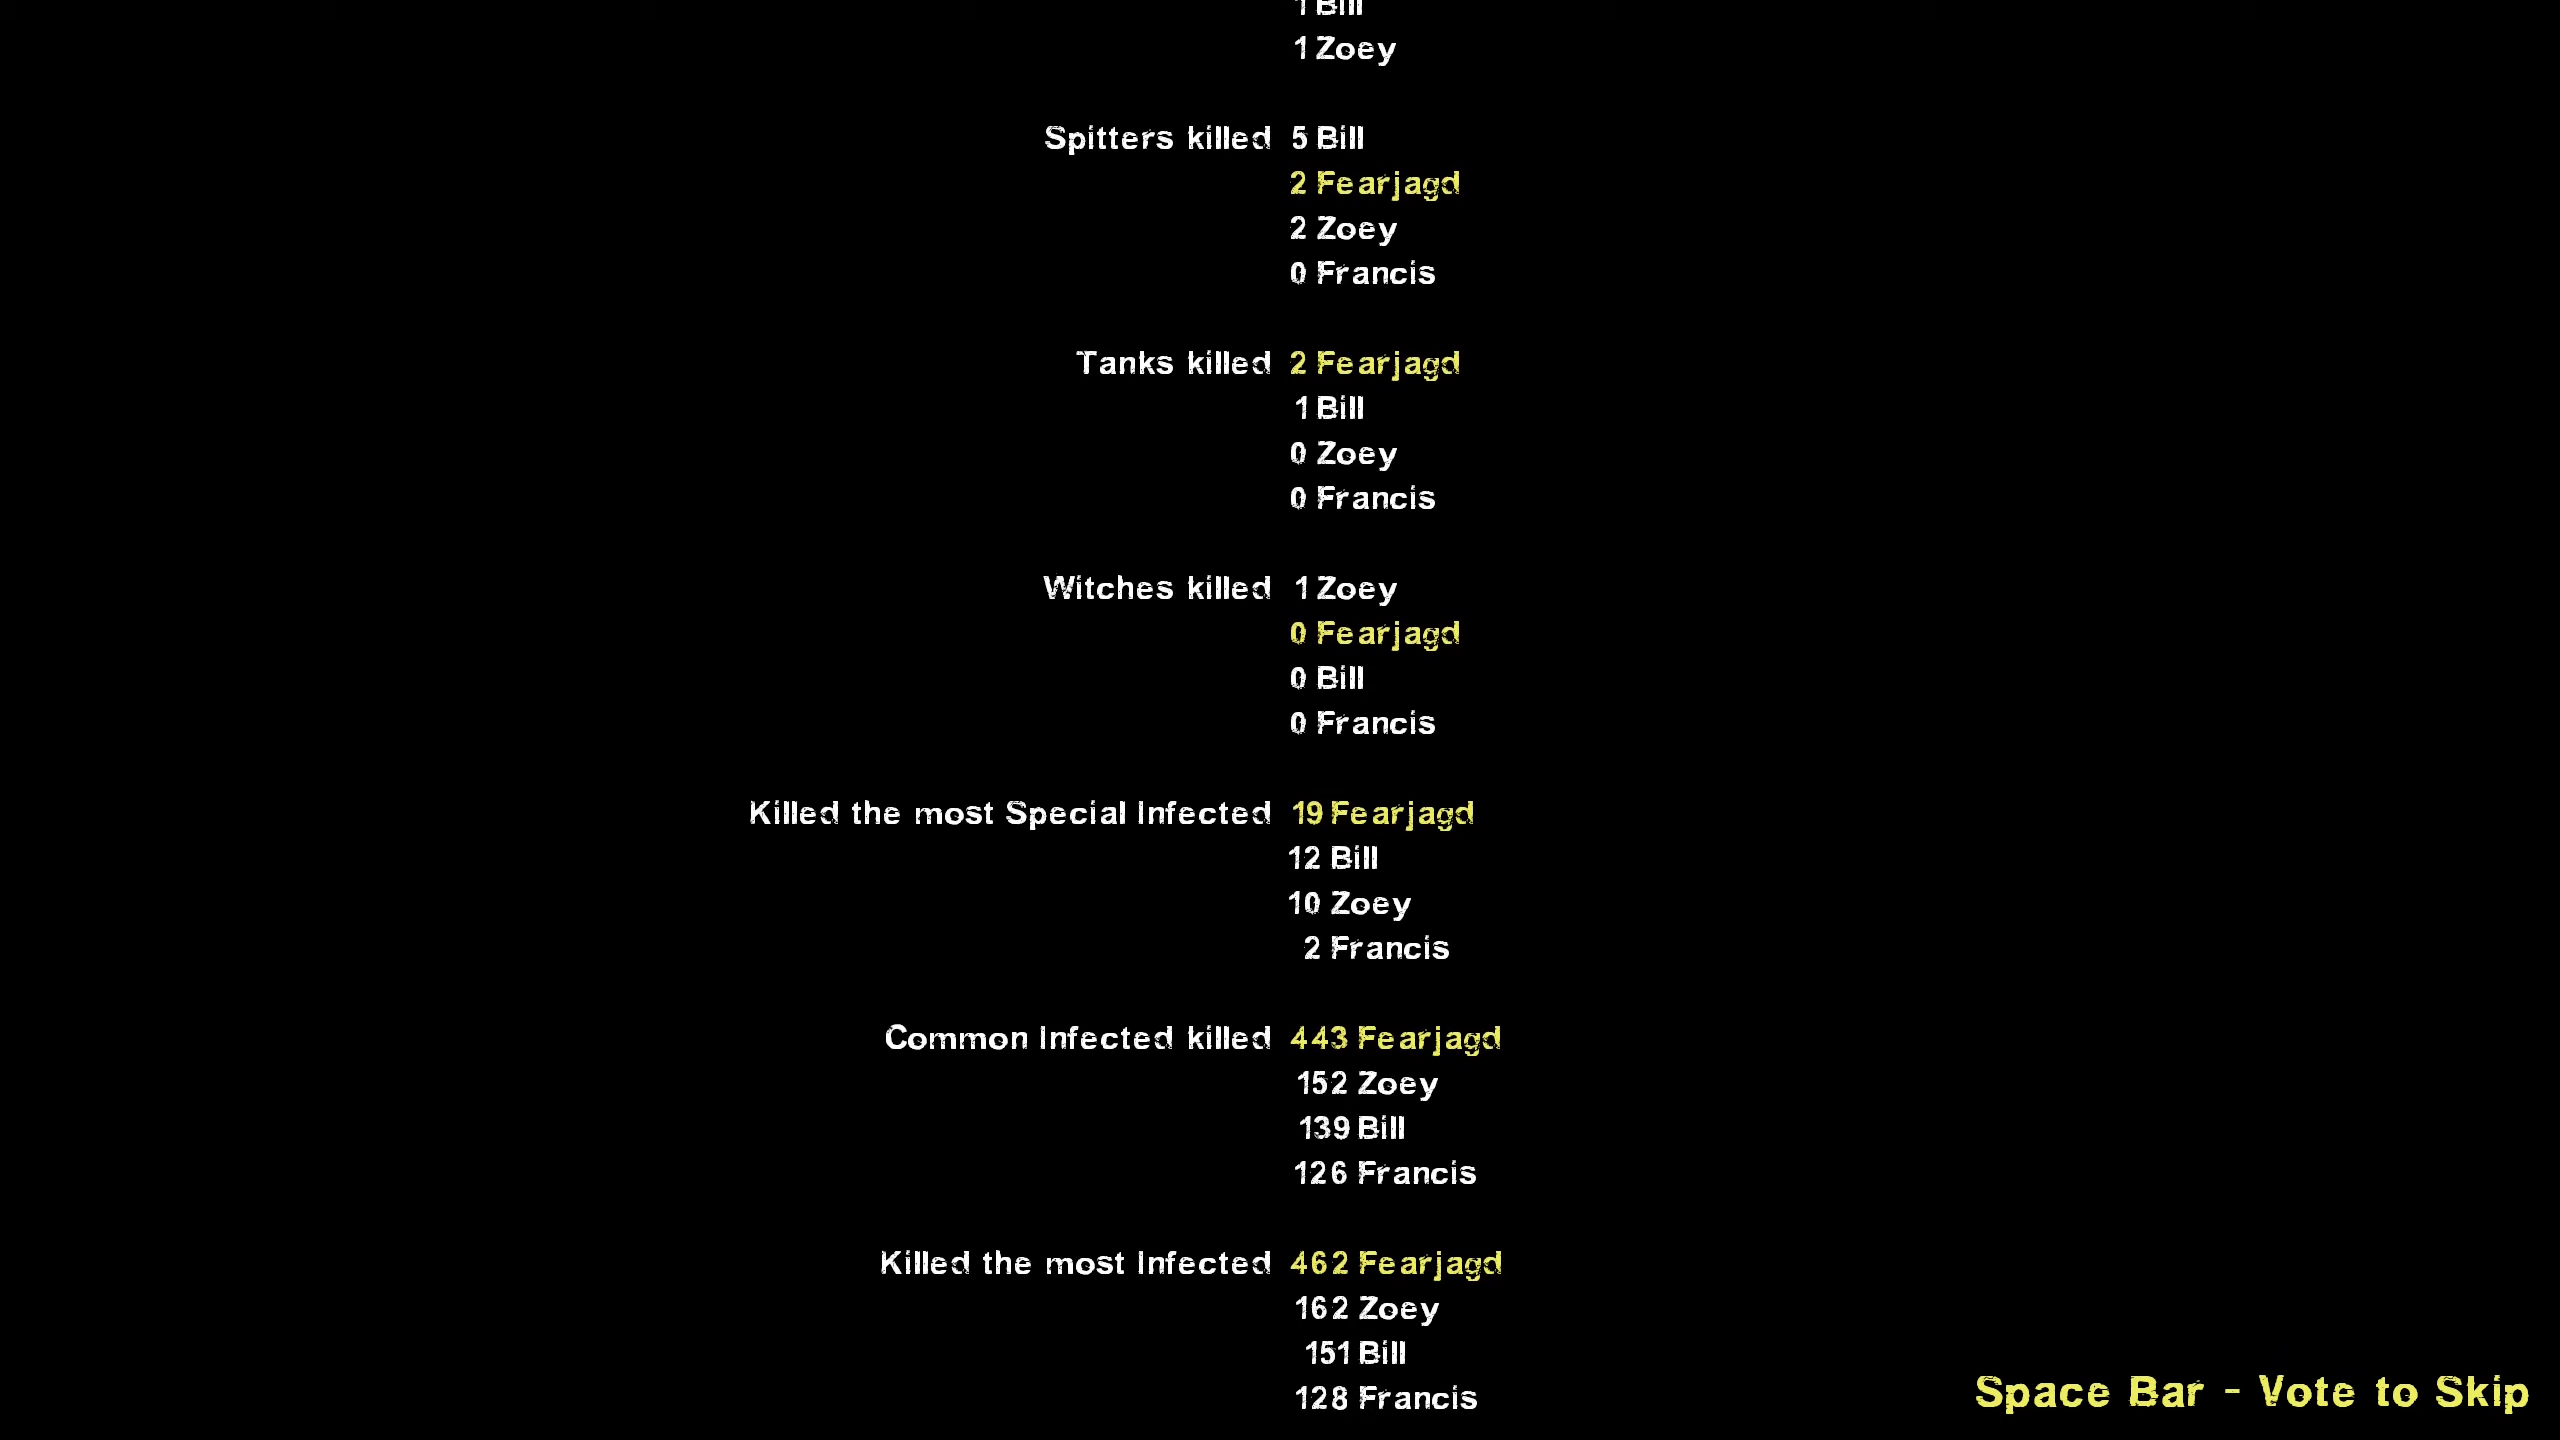 1 Bill
1 Zoey
Spitters killed 5 Bill
2 Fearjagd
2 Zoey
0 Francis
Tanks killed 2 Fearjagd
1 Bill
0 Zoey
0 Francis
Witches killed 1 Zoey
0 Fearjagd
0 Bill
0 Francis
Killed the most Special Infected 19 Fearjagd
12 Bill
10 Zoey
2 Francis
Common Infected killed 443 Fearjagd
152 Zoey
139 Bill
126 Francis
Killed the most Infected 462 Fearjagd
162 Zoey
151 Bill
128 Francis
Space Bar - Vote to Skip